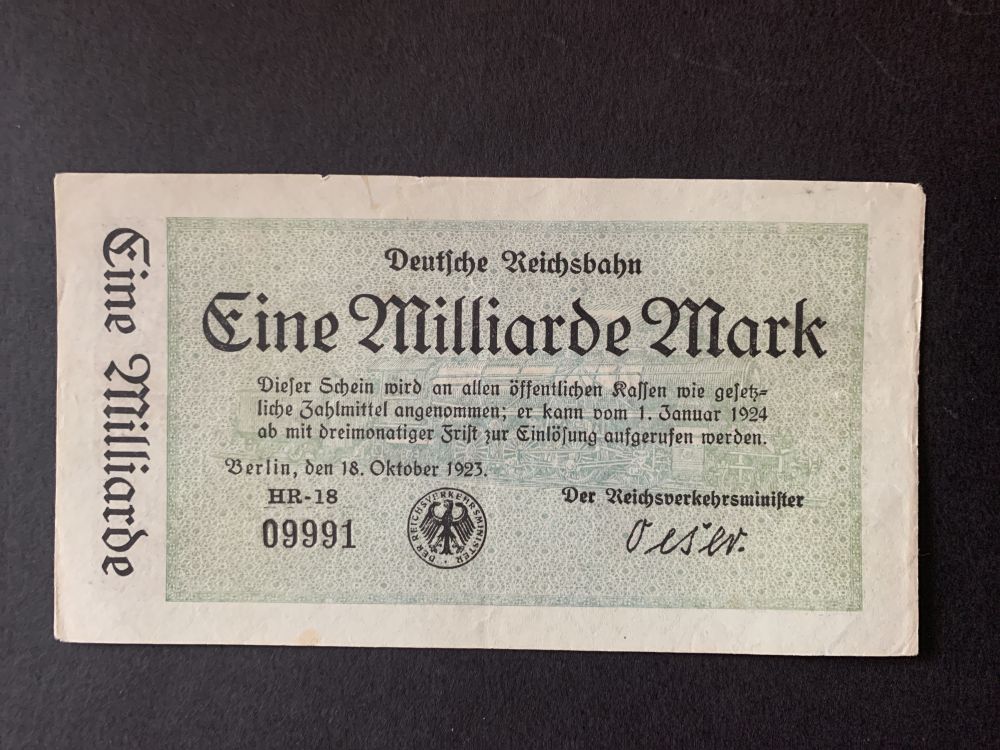 Eine Milliarde
Deutsche Reichsbahn
Eine Milliarde Mark
Dieser Schein wird an allen öffentlichen Kassen wie gesetz-
liche Zahlmittel angenommen; er kann vom 1. Januar 1924
ab mit dreimonatiger Frist zur Einlösung aufgerufen werden.
Berlin, den 18. Oktober 1923.
HR-18
09991
DER REICHSVERKEHRSMINISTER
Der Reichsverkehrsminister
Oeser.